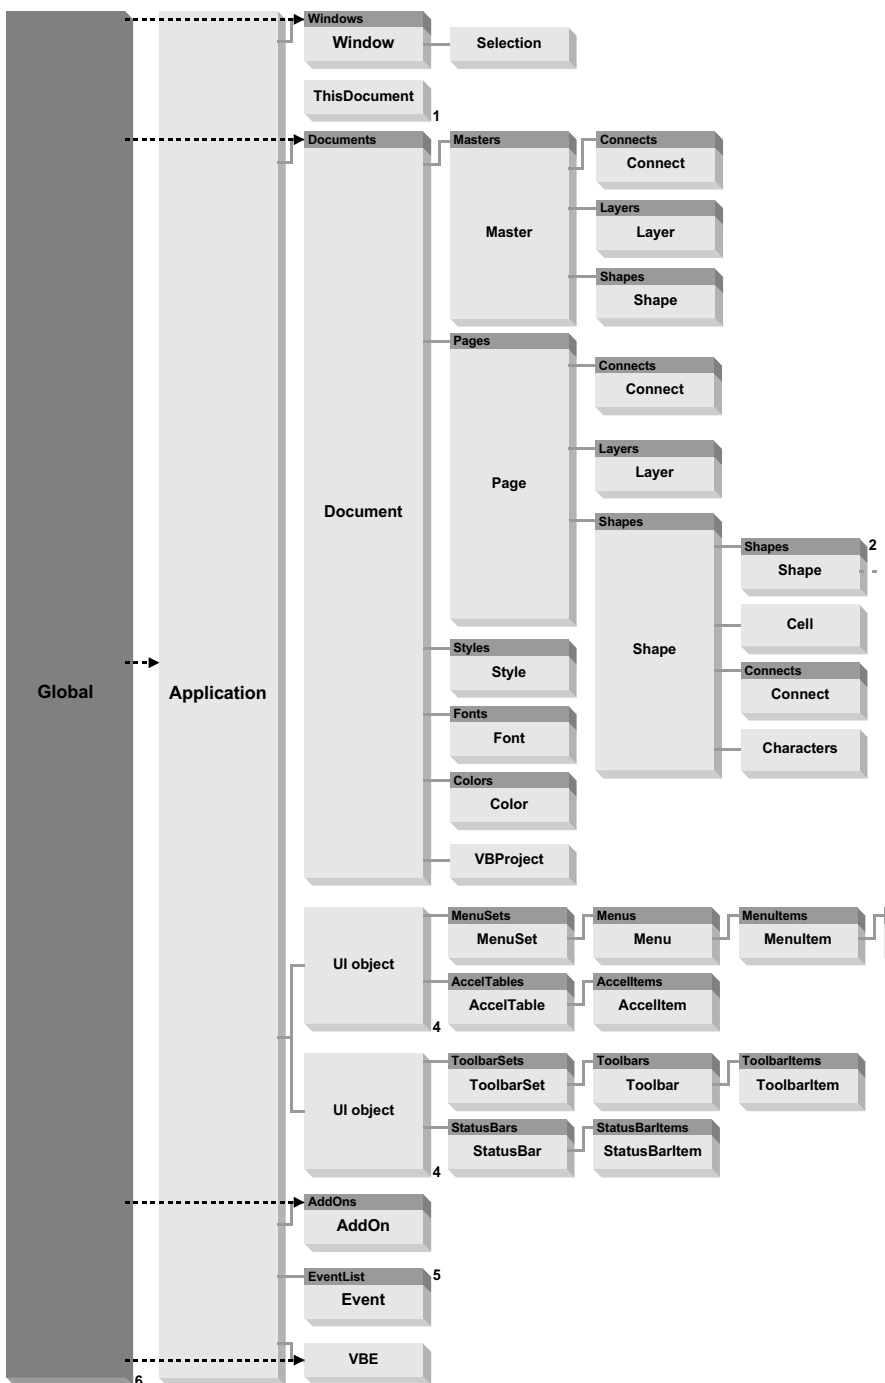 Windows
Window
Selection
ThisDocument
1
Documents
Masters
Connects
Connect
Layers
Master
Layer
Shapes
Shape
Pages
Connects
Connect
Layers
Layer
Page
Document
Shapes
Shapes
2
Shape
Cell
Shape
Styles
Style
Connects
Connect
Global
Application
Fonts
Font
Characters
Colors
Color
VBProject
MenuSets
Menus
MenuItems
MenuSet
Menu
MenuItem
UI object
AccelTables
AccelItems
AccelTable
AccelItem
4
ToolbarSets
Toolbars
ToolbarItems
ToolbarSet
Toolbar
ToolbarItem
UI object
StatusBars
StatusBarItems
StatusBar
StatusBarItem
4
AddOns
AddOn
EventList
5
Event
VBE
6